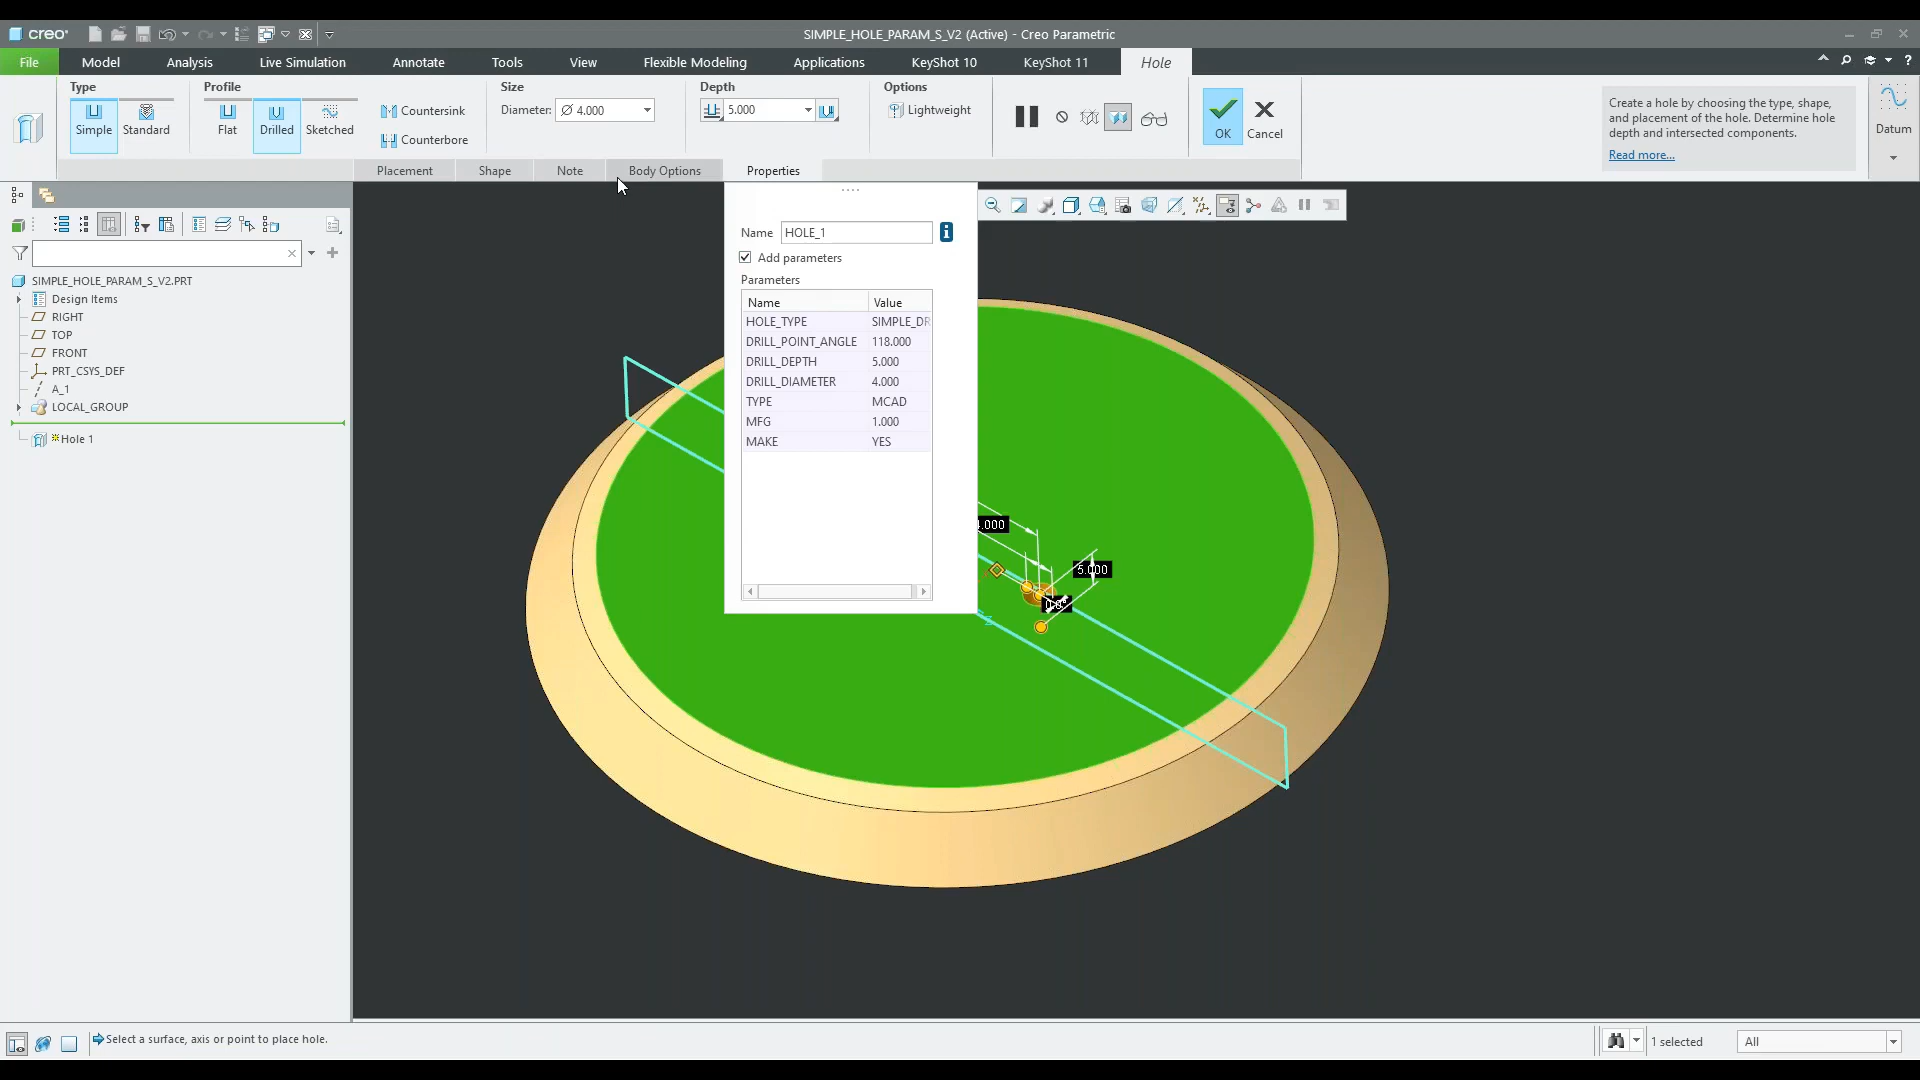 creo
SIMPLE_HOLE_PARAM_S_V2 (Active) - Creo Parametric
File Model Analysis Live Simulation Annotate Tools View Flexible Modeling Applications KeyShot 10 KeyShot 11 Hole
Type Profile Size Depth Options
Simple Standard
Flat Drilled Sketched
Countersink
Counterbore
Diameter: Ø 4.000
5.000
Lightweight
OK Cancel
Create a hole by choosing the type, shape,
and placement of the hole. Determine hole
depth and intersected components.
Read more...
Datum
Placement Shape Note Body Options Properties
SIMPLE_HOLE_PARAM_S_V2.PRT
Design Items
RIGHT
TOP
FRONT
PRT_CSYS_DEF
A_1
LOCAL_GROUP
Hole 1
Name HOLE_1
Add parameters
Parameters
Name Value
HOLE_TYPE SIMPLE_DR
DRILL_POINT_ANGLE 118.000
DRILL_DEPTH 5.000
DRILL_DIAMETER 4.000
TYPE MCAD
MFG 1.000
MAKE YES
.000
5.000
0.0°
Select a surface, axis or point to place hole.
1 selected
All